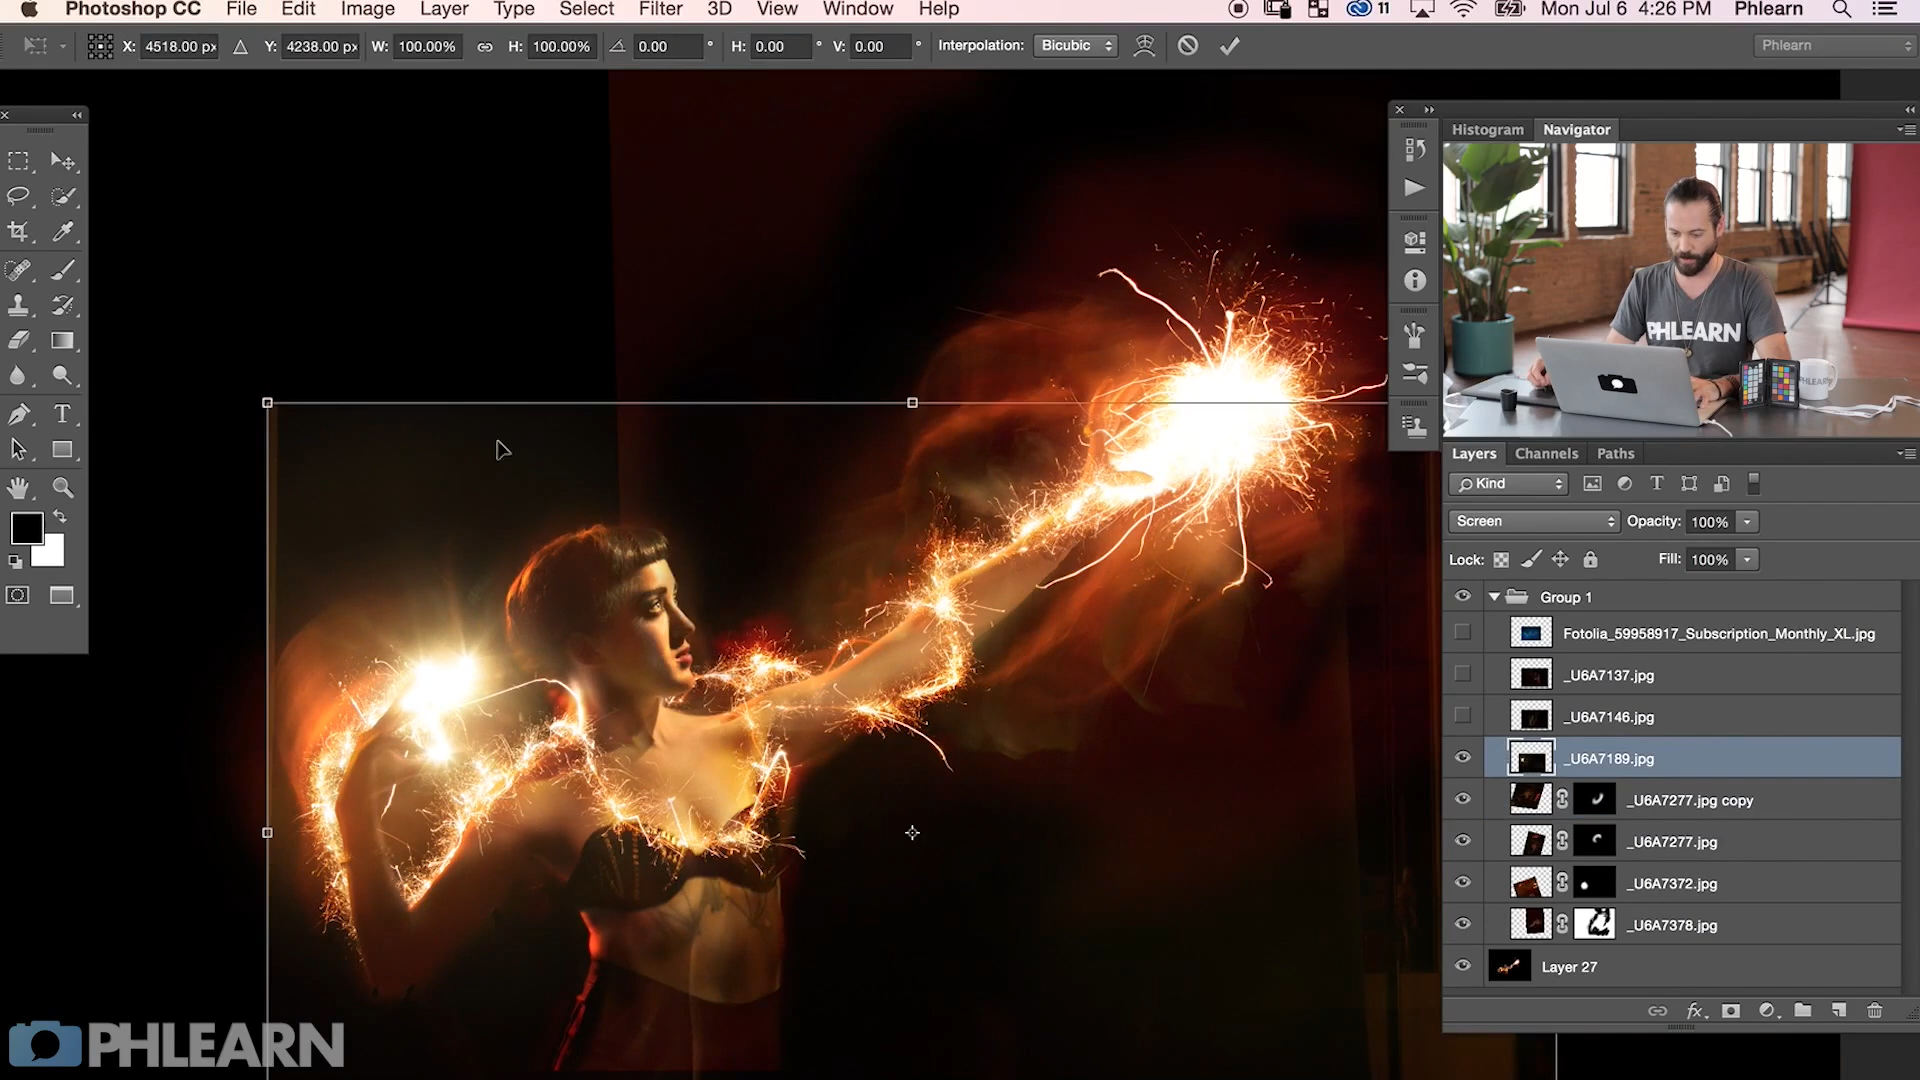 Photoshop CC File Edit Image Layer Type Select Filter 3D View Window Help 11 Mon Jul 6 4:26 PM Phlearn
X: 4518.00 px Y: 4238.00 px W: 100.00% H: 100.00% 0.00 ° H: 0.00 ° V: 0.00 ° Interpolation: Bicubic Phlearn
Histogram Navigator
PHLEARN
PHLEARN
Layers Channels Paths
Kind
Screen Opacity: 100%
Lock: Fill: 100%
Group 1
Fotolia_59958917_Subscription_Monthly_XL.jpg
_U6A7137.jpg
_U6A7146.jpg
_U6A7189.jpg
_U6A7277.jpg copy
_U6A7277.jpg
_U6A7372.jpg
_U6A7378.jpg
Layer 27
fx
PHLEARN